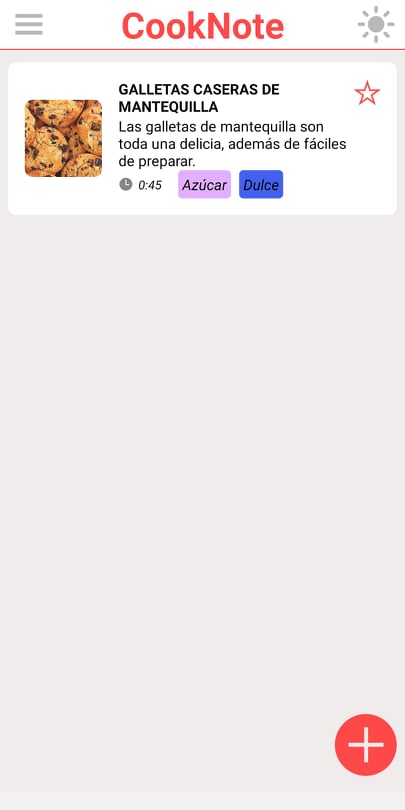 CookNote
GALLETAS CASERAS DE
MANTEQUILLA
Las galletas de mantequilla son
toda una delicia, además de fáciles
de preparar.
0:45 Azúcar Dulce